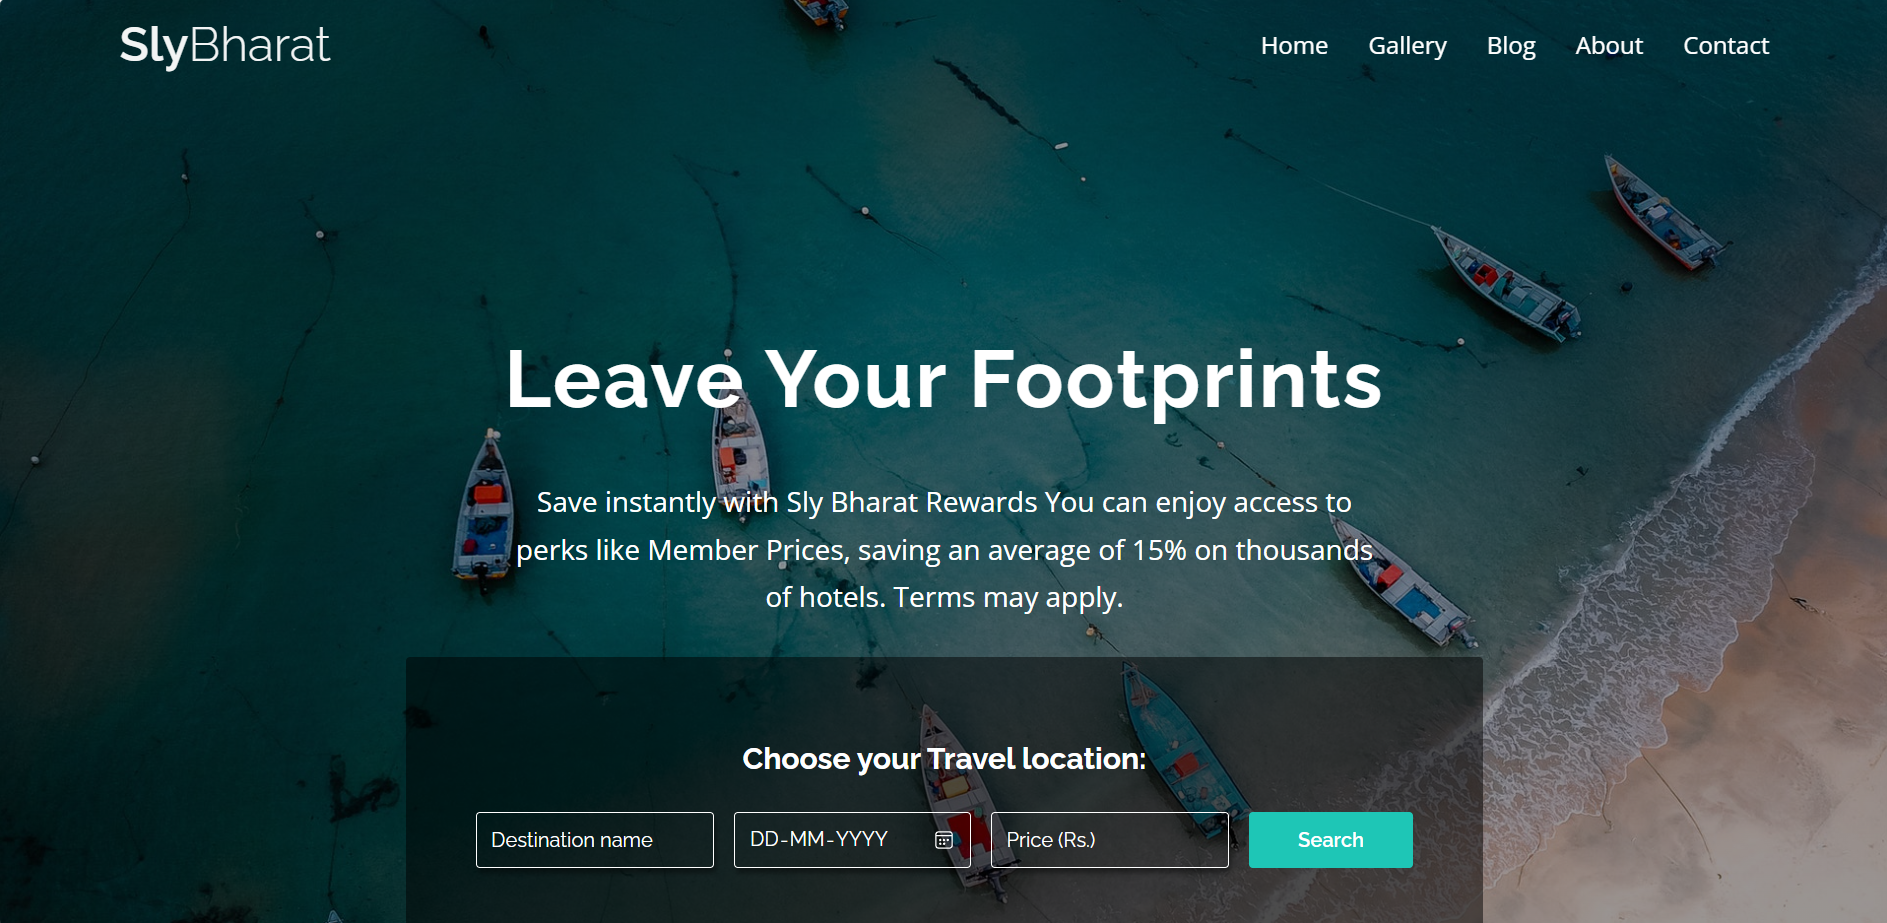 SlyBharat
Home Gallery Blog About Contact
Leave Your Footprints
Save instantly with Sly Bharat Rewards You can enjoy access to
perks like Member Prices, saving an average of 15% on thousands
of hotels. Terms may apply.
Choose your Travel location:
Destination name DD-MM-YYYY Price (Rs.) Search